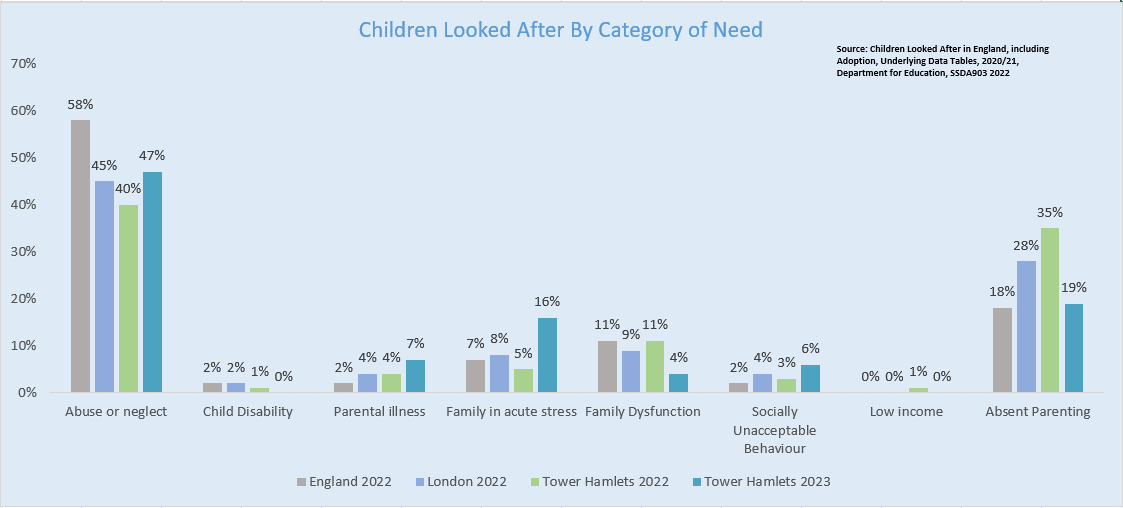 Children Looked After By Category of Need
Source: Children Looked After in England, including
Adoption, Underlying Data Tables, 2020/21,
Department for Education, SSDA903 2022
70%
60%
50%
40%
30%
20%
10%
0%
58%
45%
40%
47%
2%
2%
1%
0%
2%
4%
4%
7%
7%
8%
5%
16%
11%
9%
11%
4%
2%
4%
3%
6%
0%
0%
1%
0%
18%
28%
35%
19%
Abuse or neglect
Child Disability
Parental illness
Family in acute stress
Family Dysfunction
Socially
Unacceptable
Behaviour
Low income
Absent Parenting
England 2022
London 2022
Tower Hamlets 2022
Tower Hamlets 2023